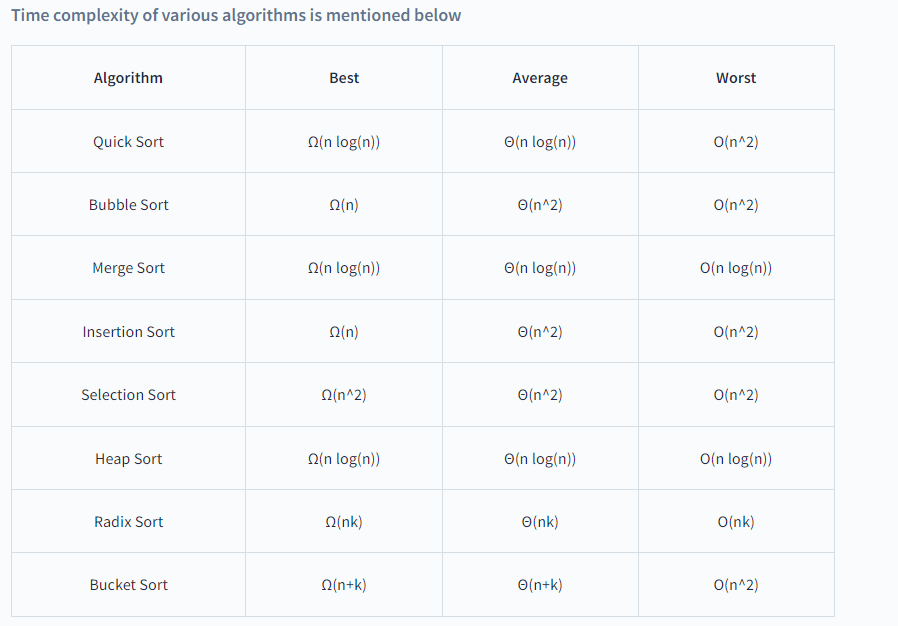 Time complexity of various algorithms is mentioned below
Algorithm Best Average Worst
Quick Sort Ω(n log(n)) Θ(n log(n)) O(n^2)
Bubble Sort Ω(n) Θ(n^2) O(n^2)
Merge Sort Ω(n log(n)) Θ(n log(n)) O(n log(n))
Insertion Sort Ω(n) Θ(n^2) O(n^2)
Selection Sort Ω(n^2) Θ(n^2) O(n^2)
Heap Sort Ω(n log(n)) Θ(n log(n)) O(n log(n))
Radix Sort Ω(nk) Θ(nk) O(nk)
Bucket Sort Ω(n+k) Θ(n+k) O(n^2)